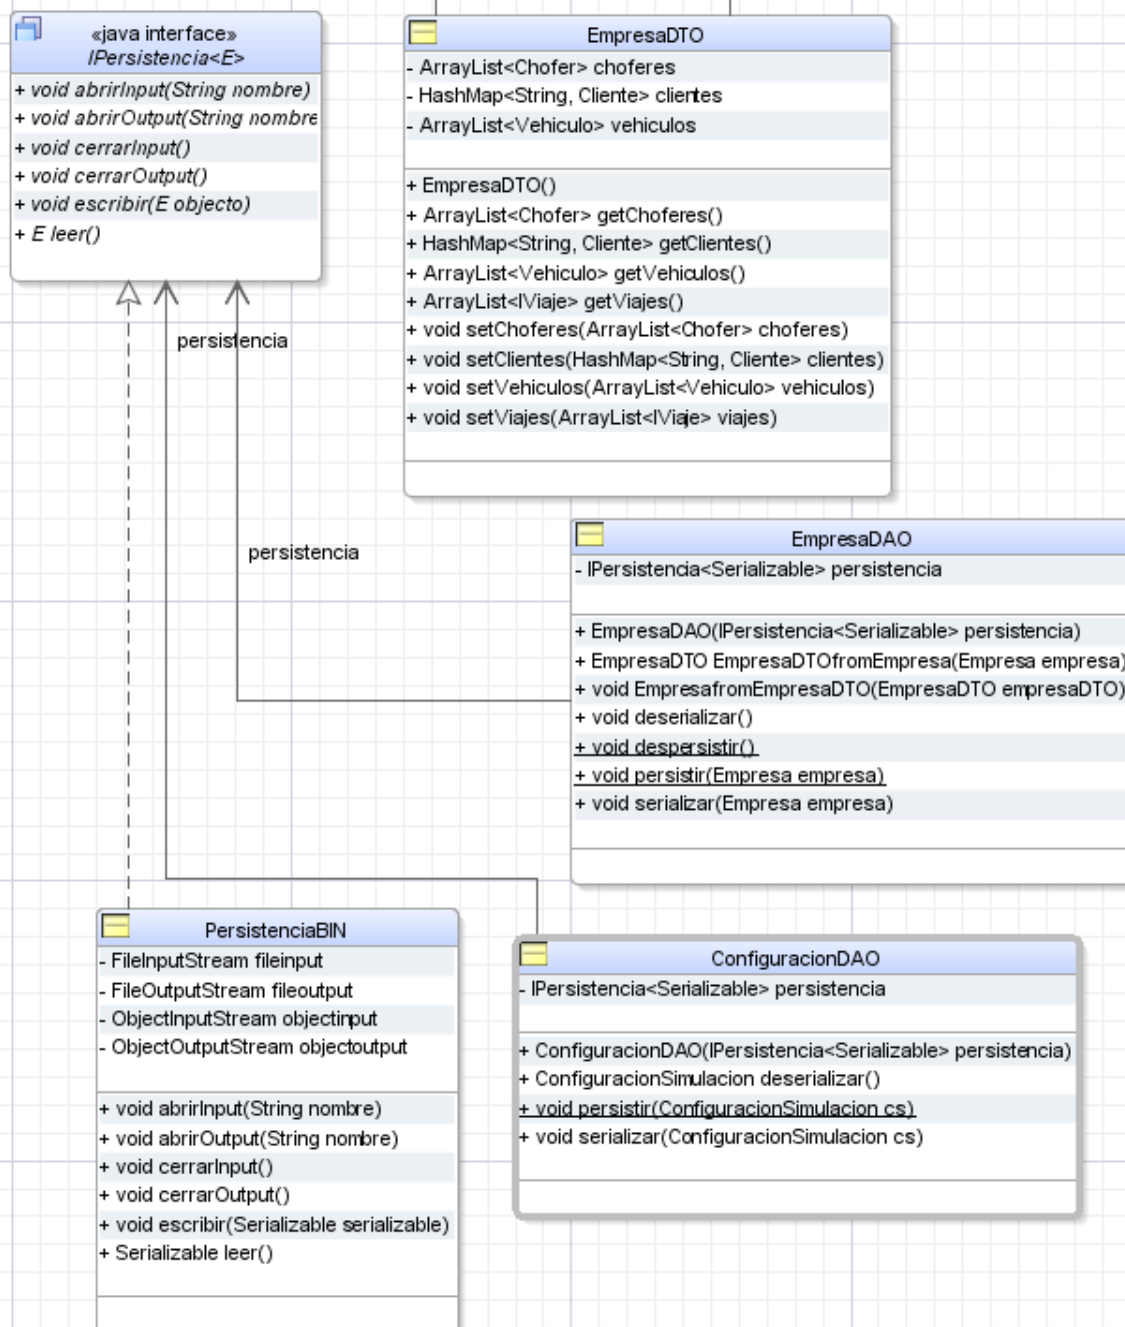 «java interface»
IPersistencia<E>
+ void abrirInput(String nombre)
+ void abrirOutput(String nombre
+ void cerrarInput()
+ void cerrarOutput()
+ void escribir(E objecto)
+ E leer()
EmpresaDTO
- ArrayList<Chofer> choferes
- HashMap<String, Cliente> clientes
- ArrayList<Vehiculo> vehiculos
+ EmpresaDTO()
+ ArrayList<Chofer> getChoferes()
+ HashMap<String, Cliente> getClientes()
+ ArrayList<Vehiculo> getVehiculos()
+ ArrayList<IViaje> getViajes()
+ void setChoferes(ArrayList<Chofer> choferes)
+ void setClientes(HashMap<String, Cliente> clientes)
+ void setVehiculos(ArrayList<Vehiculo> vehiculos)
+ void setViajes(ArrayList<IViaje> viajes)
persistencia
persistencia
EmpresaDAO
- IPersistencia<Serializable> persistencia
+ EmpresaDAO(IPersistencia<Serializable> persistencia)
+ EmpresaDTO EmpresaDTOfromEmpresa(Empresa empresa)
+ void EmpresafromEmpresaDTO(EmpresaDTO empresaDTO)
+ void deserializar()
+ void despersistir()
+ void persistir(Empresa empresa)
+ void serializar(Empresa empresa)
PersistenciaBIN
- FileInputStream fileinput
- FileOutputStream fileoutput
- ObjectInputStream objectinput
- ObjectOutputStream objectoutput
+ void abrirInput(String nombre)
+ void abrirOutput(String nombre)
+ void cerrarInput()
+ void cerrarOutput()
+ void escribir(Serializable serializable)
+ Serializable leer()
ConfiguracionDAO
- IPersistencia<Serializable> persistencia
+ ConfiguracionDAO(IPersistencia<Serializable> persistencia)
+ ConfiguracionSimulacion deserializar()
+ void persistir(ConfiguracionSimulacion cs)
+ void serializar(ConfiguracionSimulacion cs)